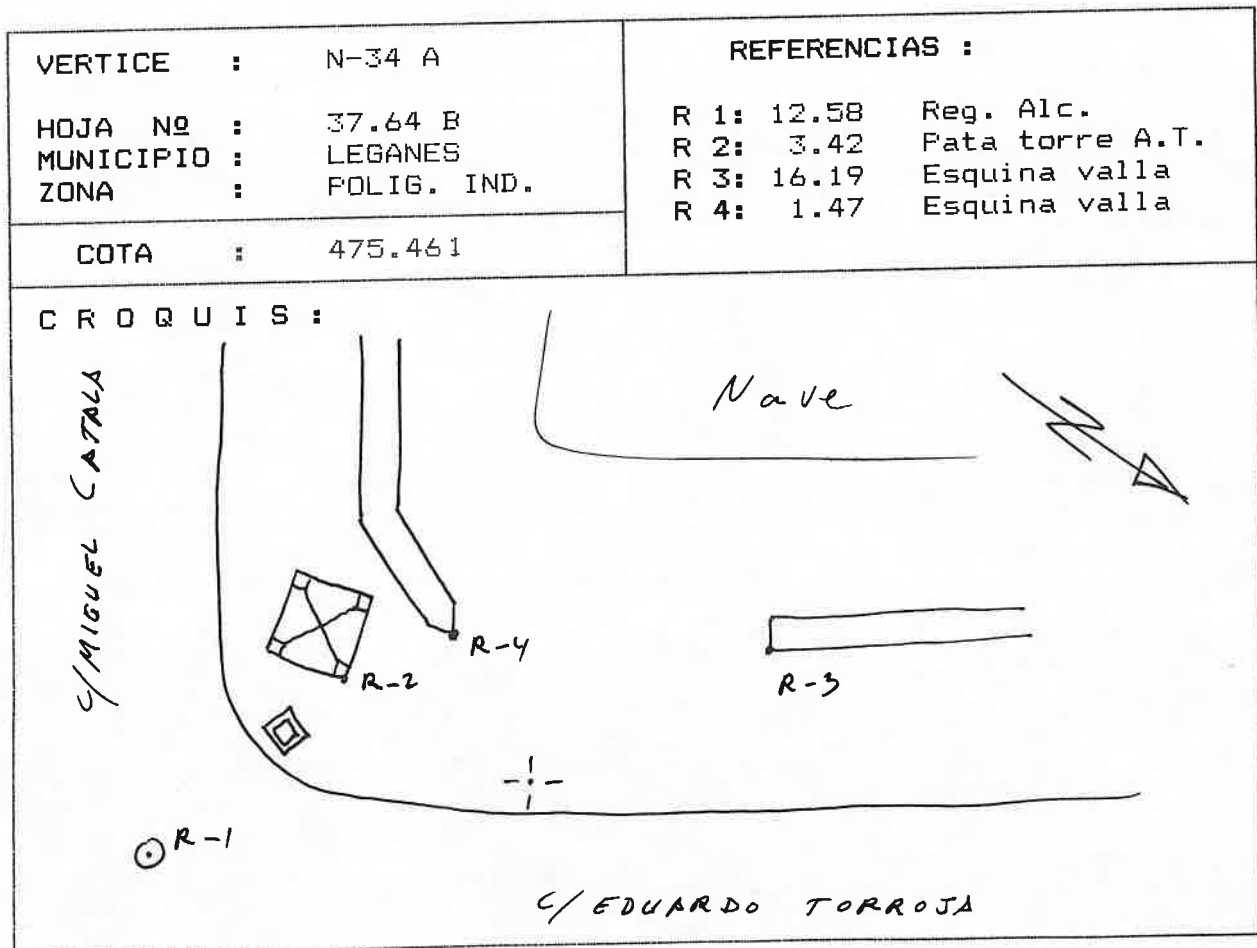 VERTICE : N-34 A
HOJA Nº : 37.64 B
MUNICIPIO : LEGANES
ZONA : POLIG. IND.
COTA : 475.461
REFERENCIAS :
R 1: 12.58 Reg. Alc.
R 2: 3.42 Pata torre A.T.
R 3: 16.19 Esquina valla
R 4: 1.47 Esquina valla
CROQUIS:
C/MIGUEL CATALA
Nave
R-4
R-2
R-3
R-1
C/ EDUARDO TORROJA